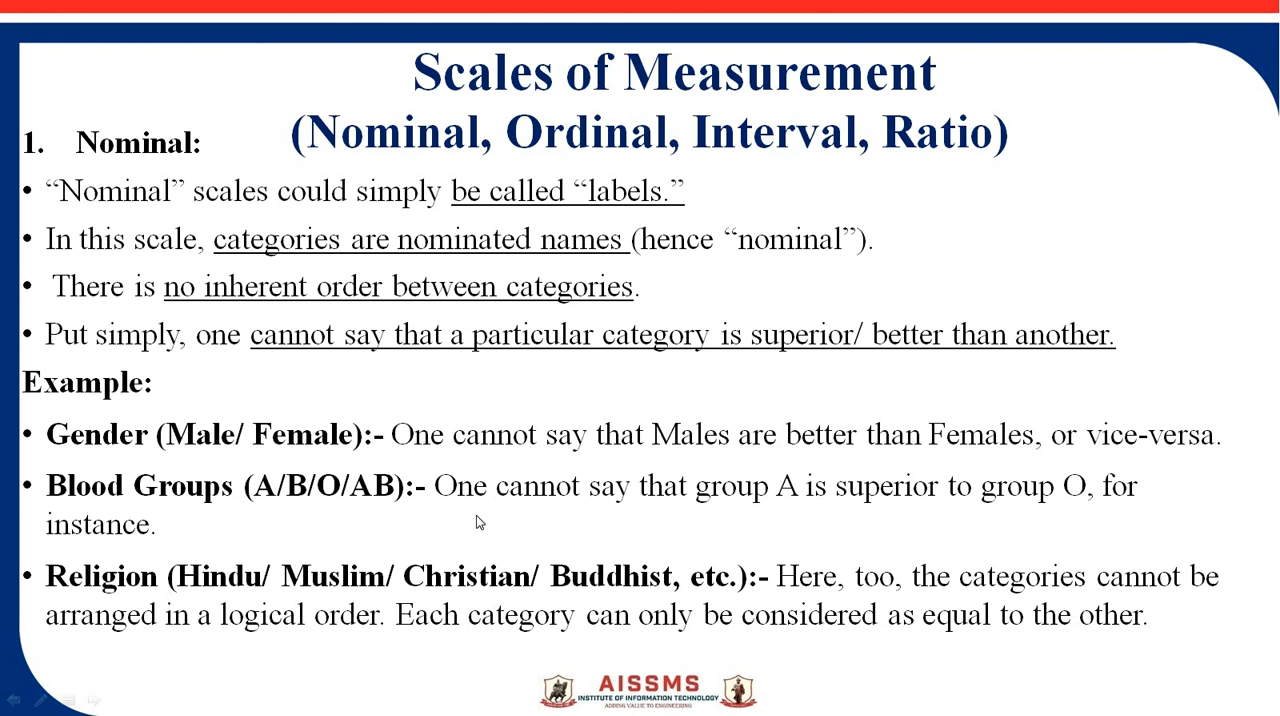 Scales of Measurement
(Nominal, Ordinal, Interval, Ratio)
1. Nominal:
• “Nominal” scales could simply be called “labels.”
• In this scale, categories are nominated names (hence “nominal”).
• There is no inherent order between categories.
• Put simply, one cannot say that a particular category is superior/ better than another.
Example:
• Gender (Male/ Female):- One cannot say that Males are better than Females, or vice-versa.
• Blood Groups (A/B/O/AB):- One cannot say that group A is superior to group O, for
instance.
• Religion (Hindu/ Muslim/ Christian/ Buddhist, etc.):- Here, too, the categories cannot be
arranged in a logical order. Each category can only be considered as equal to the other.
AISSMS
INSTITUTE OF INFORMATION TECHNOLOGY
ADDING VALUE TO ENGINEERING